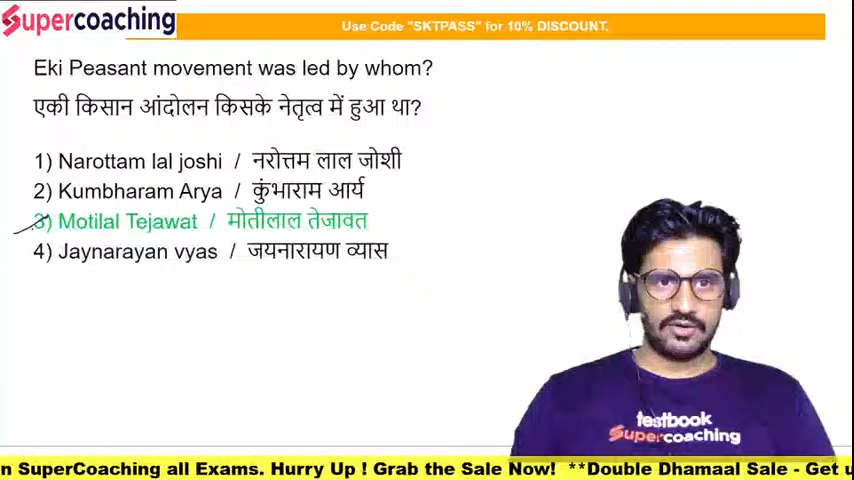 Supercoaching
Use Code "SKTPASS" for 10% DISCOUNT.
Eki Peasant movement was led by whom?
एकी किसान आंदोलन किसके नेतृत्व में हुआ था?
1) Narottam lal joshi / नरोत्तम लाल जोशी
2) Kumbharam Arya / कुंभाराम आर्य
3) Motilal Tejawat / मोतीलाल तेजावत
4) Jaynarayan vyas / जयनारायण व्यास
testbook
Supercoaching
n SuperCoaching all Exams. Hurry Up ! Grab the Sale Now! **Double Dhamaal Sale - Get u